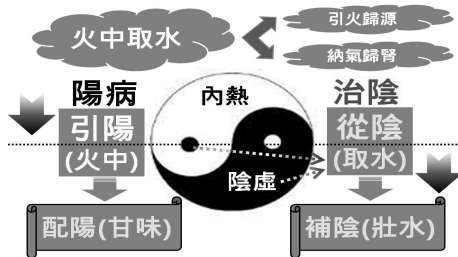 火中取水
引火歸源
納氣歸腎
陽病
引陽
(火中)
配陽(甘味)
內熱
陰虛
治陰
從陰
(取水)
補陰(壯水)